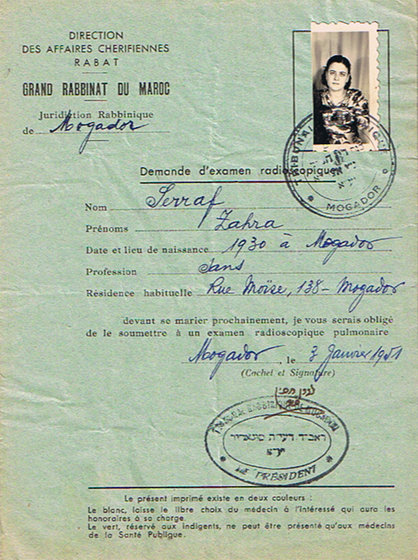 DIRECTION
DES AFFAIRES CHERIFIENNES
RABAT
GRAND RABBINAT DU MAROC
Juridiction Rabbinique
de Mogador
MOGADOR
Demande d'examen radioscopique
Nom Serraf
Prénoms Zahra
Date et lieu de naissance 1930 à Mogador
Profession Sans
Résidence habituelle Rue Moïse, 138 - Mogador
devant se marier prochainement, je vous serais obligé
de le soumettre à un examen radioscopique pulmonaire
Mogador, le 3 Janvier 1951
(Cachet et Signature)
LE PRÉSIDENT
Le présent imprimé existe en deux couleurs :
Le blanc, laisse le libre choix du médecin à l'intéressé qui aura les
honoraires à sa charge.
Le vert, réservé aux indigents, ne peut être présenté qu'aux médecins
de la Santé Publique.